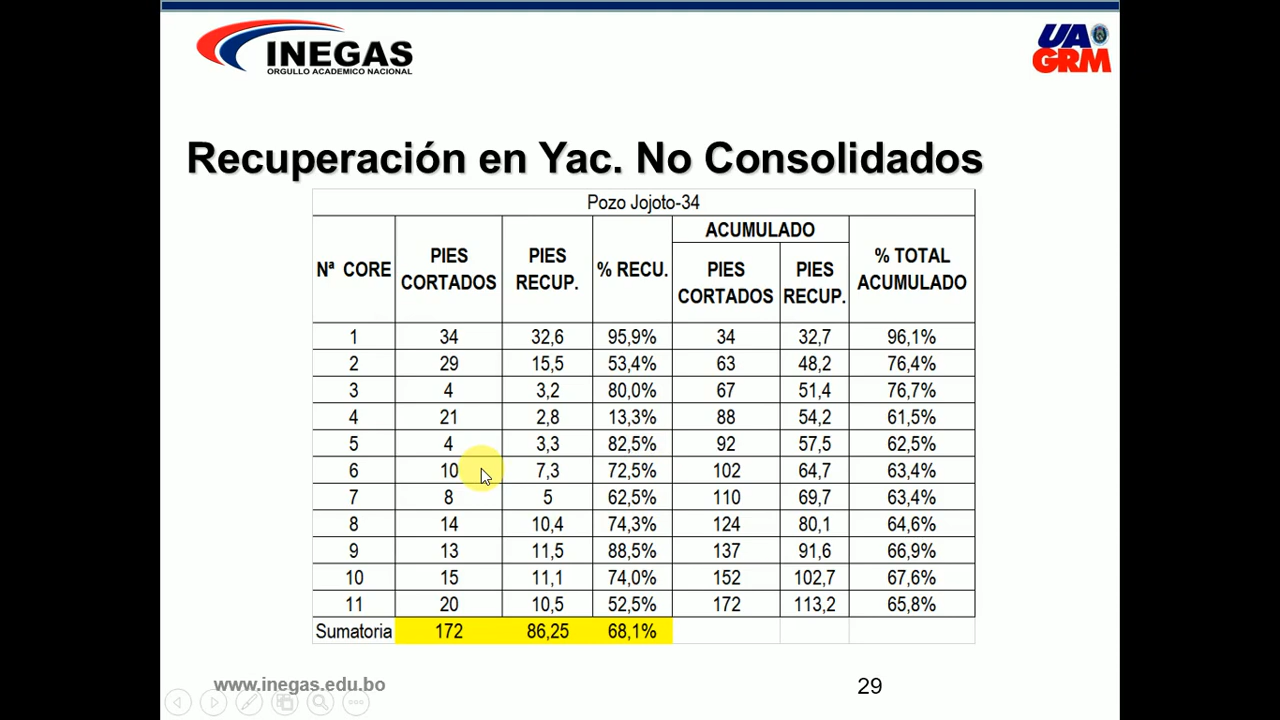 INEGAS
ORGULLO ACADEMICO NACIONAL
UAGRM
Recuperación en Yac. No Consolidados
Pozo Jojoto-34
Nª CORE PIES CORTADOS PIES RECUP. % RECU. ACUMULADO PIES CORTADOS PIES RECUP. % TOTAL ACUMULADO
1 34 32,6 95,9% 34 32,7 96,1%
2 29 15,5 53,4% 63 48,2 76,4%
3 4 3,2 80,0% 67 51,4 76,7%
4 21 2,8 13,3% 88 54,2 61,5%
5 4 3,3 82,5% 92 57,5 62,5%
6 10 7,3 72,5% 102 64,7 63,4%
7 8 5 62,5% 110 69,7 63,4%
8 14 10,4 74,3% 124 80,1 64,6%
9 13 11,5 88,5% 137 91,6 66,9%
10 15 11,1 74,0% 152 102,7 67,6%
11 20 10,5 52,5% 172 113,2 65,8%
Sumatoria 172 86,25 68,1%
www.inegas.edu.bo
29